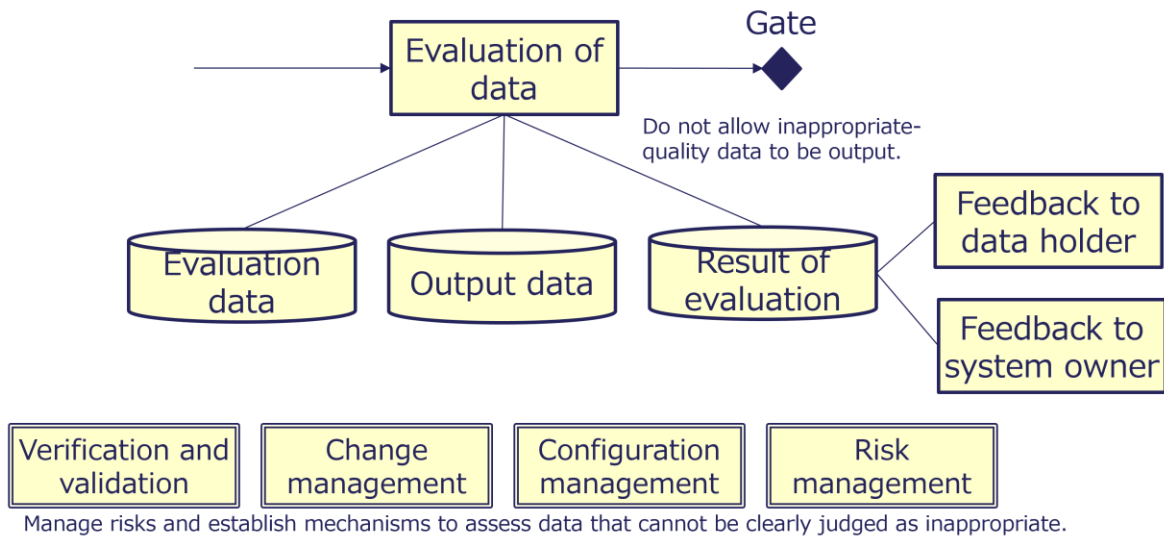 Gate
Evaluation of
data
Do not allow inappropriate-
quality data to be output.
Evaluation
data
Output data
Result of
evaluation
Feedback to
data holder
Feedback to
system owner
Verification and
validation
Change
management
Configuration
management
Risk
management
Manage risks and establish mechanisms to assess data that cannot be clearly judged as inappropriate.